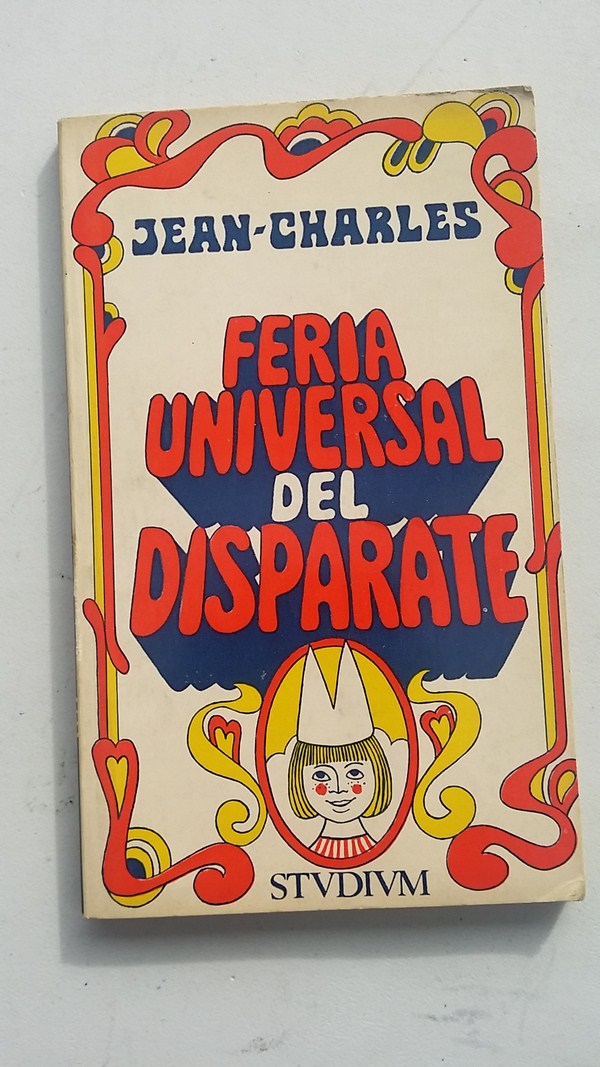 JEAN-CHARLES
FERIA
UNIVERSAL
DEL
DISPARATE
STVDIVM